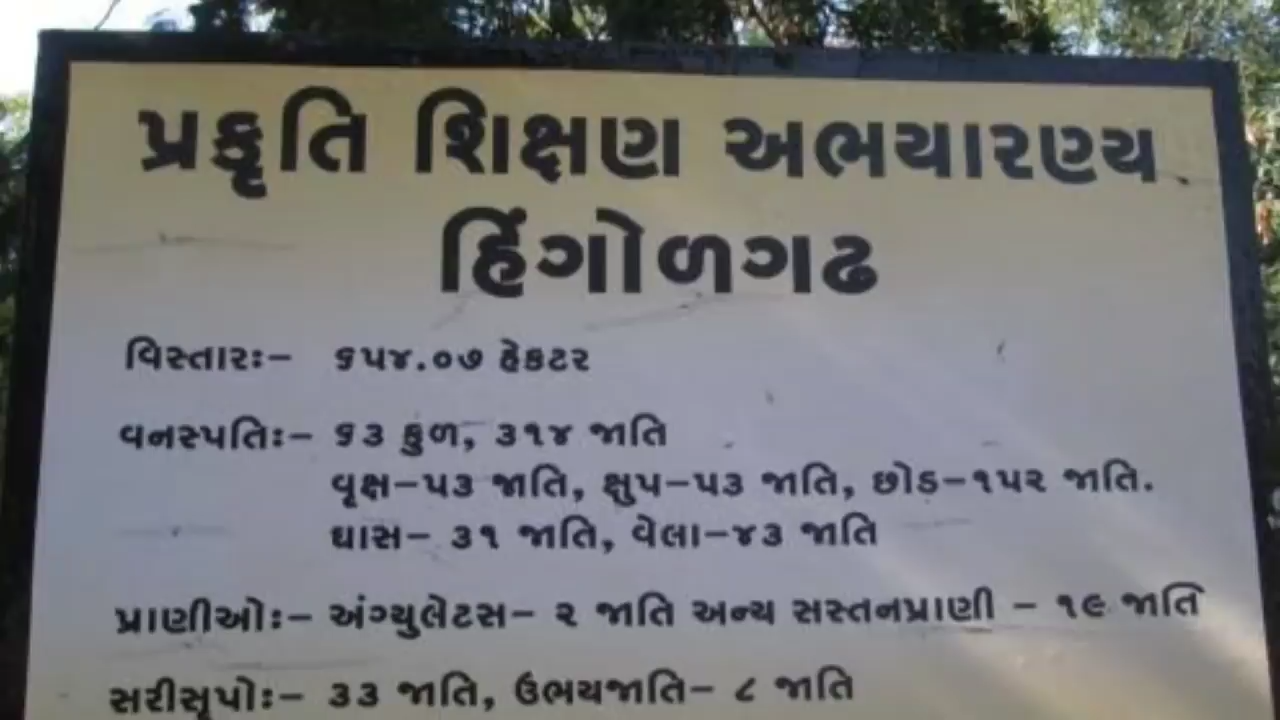 પ્રકૃતિ શિક્ષણ અભયારણ્ય
હિંગોળગઢ
વિસ્તારઃ– ૬૫૪.૦૭ હેકટર
વનસ્પતિઃ– ૬૩ કુળ, ૩૧૪ જાતિ
વૃક્ષ–૫૩ જાતિ, ક્ષુપ–૫૩ જાતિ, છોડ–૧૫૨ જાતિ.
ઘાસ– ૩૧ જાતિ, વેલા–૪૩ જાતિ
પ્રાણીઓઃ– અંગ્યુલેટસ– ૨ જાતિ અન્ય સસ્તનપ્રાણી – ૧૯ જાતિ
સરીસૃપોઃ– ૩૩ જાતિ, ઉભયજાતિ– ૮ જાતિ